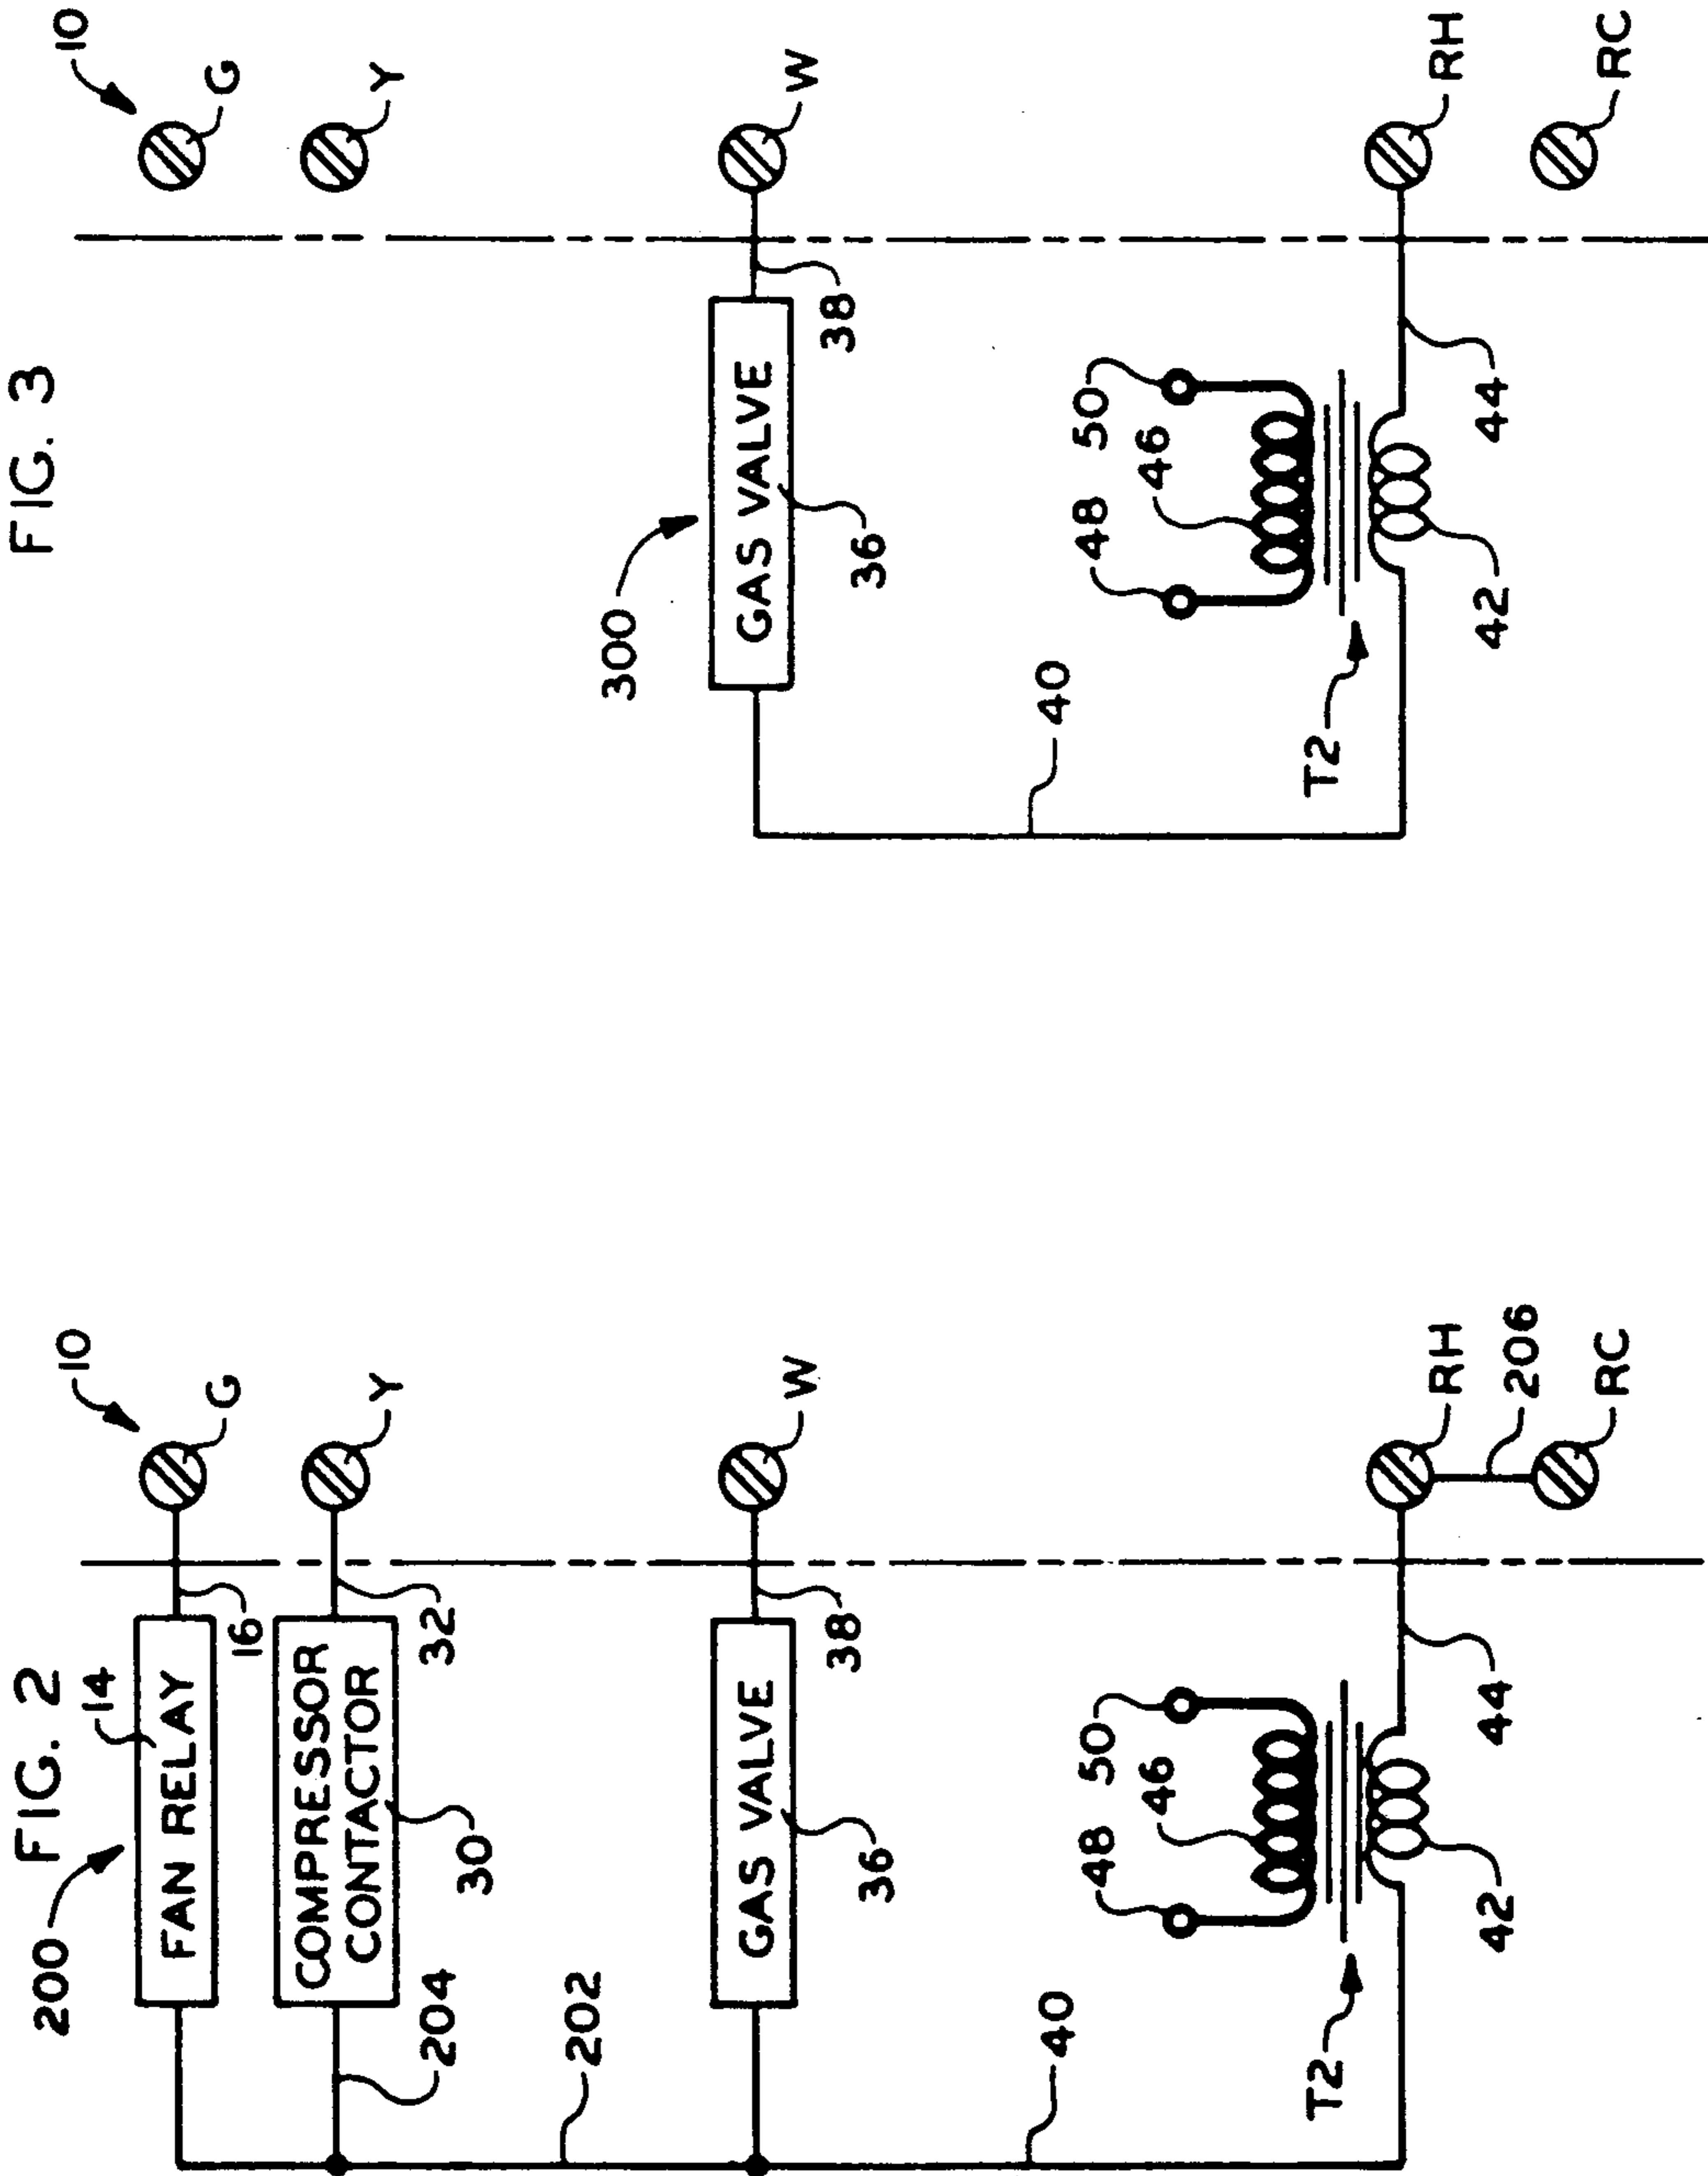 FIG. 2
200
14
FAN RELAY
16
10
G
COMPRESSOR
CONTACTOR
204
30
32
Y
202
GAS VALVE
36
38
W
40
48
50
46
T2
42
44
RH
206
RC
FIG. 3
10
G
Y
300
GAS VALVE
36
38
W
40
48
50
46
T2
42
44
RH
RC